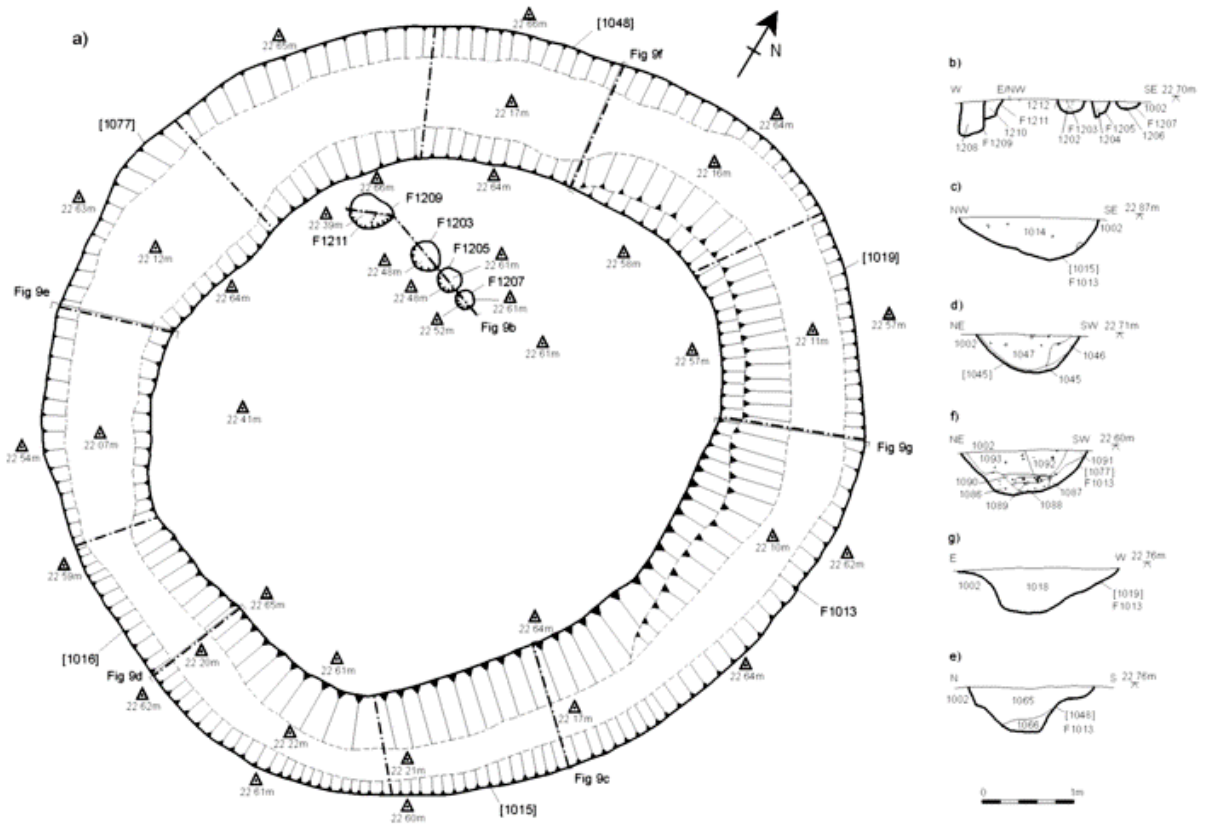 a)
22 65m
22 66m
[1048]
N
Fig 9f
[1077]
22 17m
22 64m
22 16m
22 63m
22 66m
22 64m
F1209
22 39m
F1203
F1211
F1205
22 12m
22 48m
22 61m
22 58m
[1019]
F1207
22 64m
22 48m
22 61m
Fig 9e
22 52m
Fig 9b
22 57m
22 11m
22 61m
22 57m
22 41m
22 07m
22 54m
Fig 9g
22 10m
22 62m
22 59m
22 65m
F1013
22 64m
[1016]
22 20m
22 61m
Fig 9d
22 64m
22 62m
22 17m
22 22m
22 21m
Fig 9c
22 61m
22 60m
[1015]
b)
W
E/NW
SE
22 70m
1212
1002
F1211
F1203
F1205
F1207
1210
1202
1204
1206
F1209
1208
c)
NW
SE
22 87m
1014
1002
[1015]
F1013
d)
NE
SW
22 71m
1002
1047
1046
[1045]
1045
f)
NE
1002
SW
22 60m
1093
1092
1091
[1077]
1090
F1013
1086
1087
1089
1088
g)
E
W
22 76m
1002
1018
[1019]
F1013
e)
N
S
22 76m
1002
1065
1066
F1013
0
1m